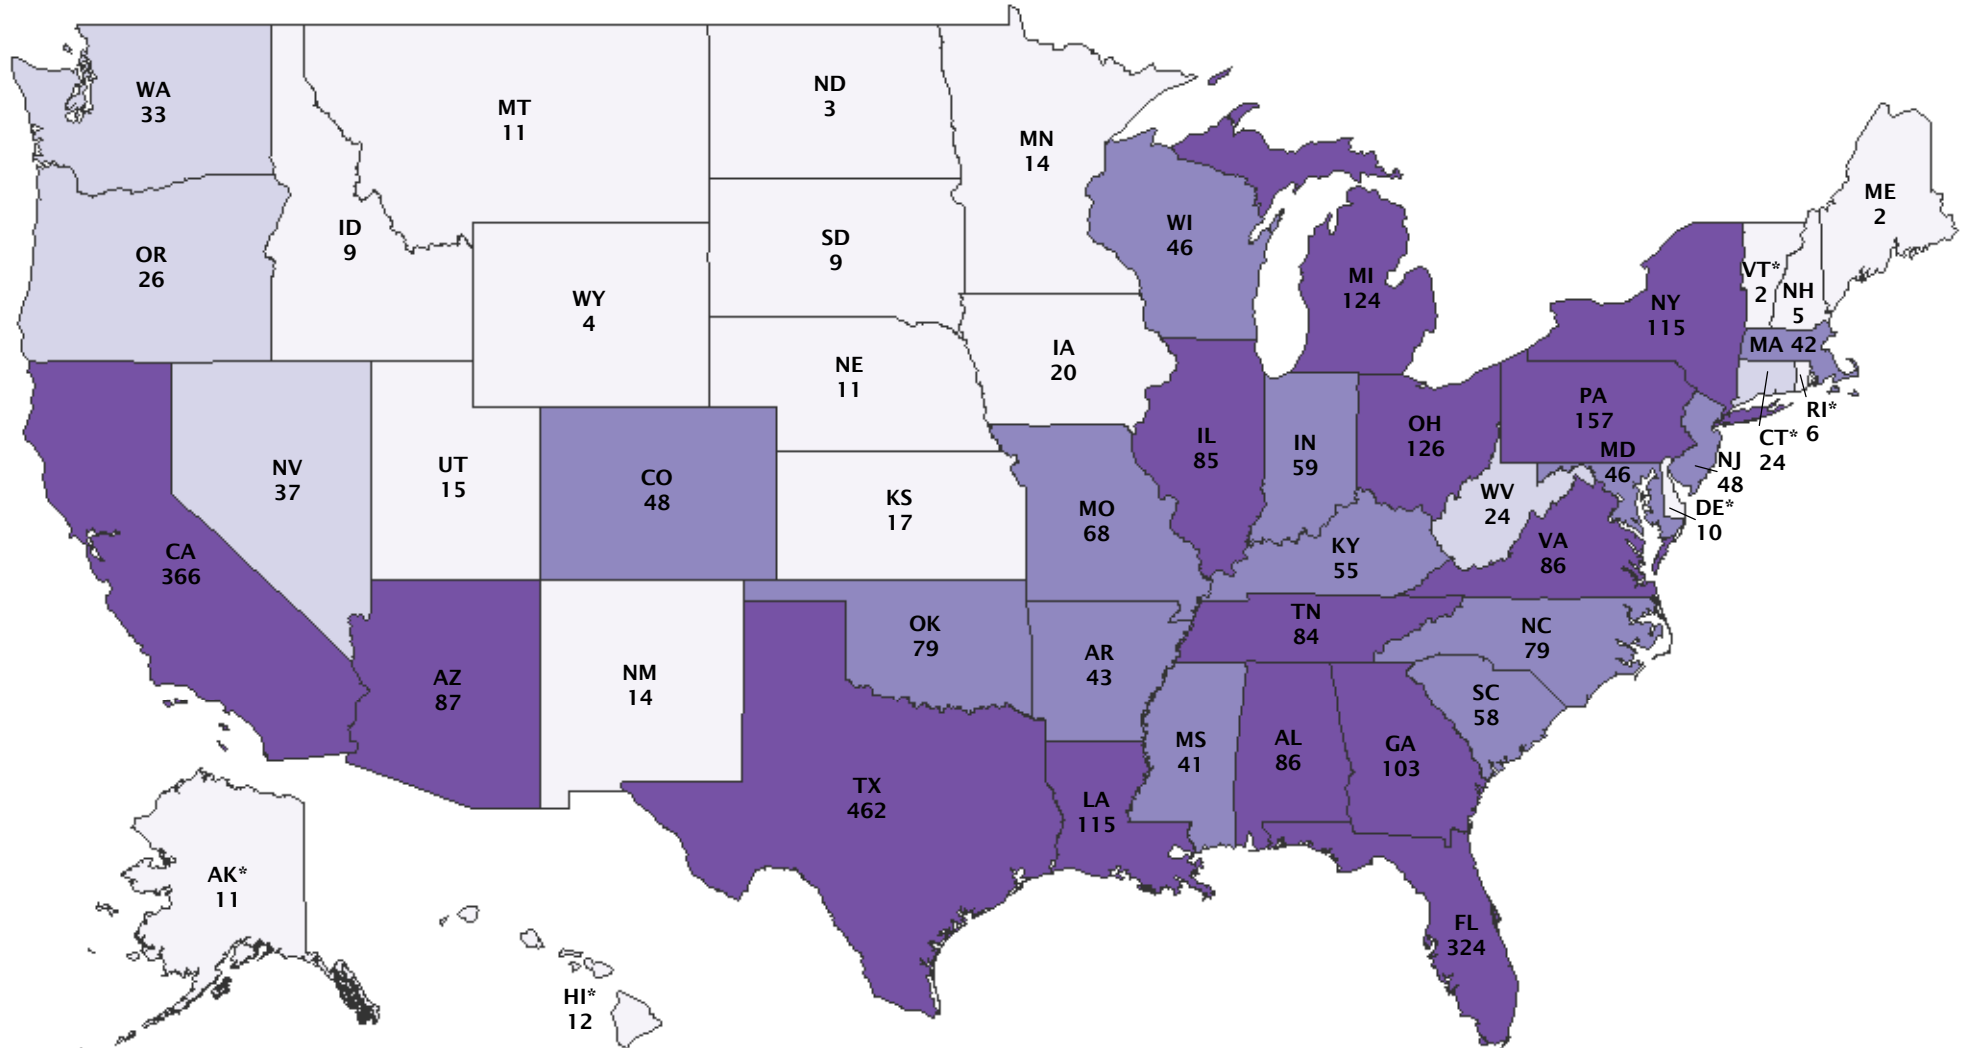 WA
33
MT
11
ND
3
MN
14
ME
2
OR
26
ID
9
SD
9
WI
46
WY
4
MI
124
NY
115
VT*
2
NH
5
MA 42
NE
11
IA
20
PA
157
RI*
6
CT*
24
NV
37
UT
15
CO
48
KS
17
MO
68
IL
85
IN
59
OH
126
MD
46
NJ
48
WV
24
DE*
10
CA
366
KY
55
VA
86
AZ
87
NM
14
OK
79
AR
43
TN
84
NC
79
SC
58
MS
41
AL
86
GA
103
TX
462
LA
115
AK*
11
FL
324
HI*
12